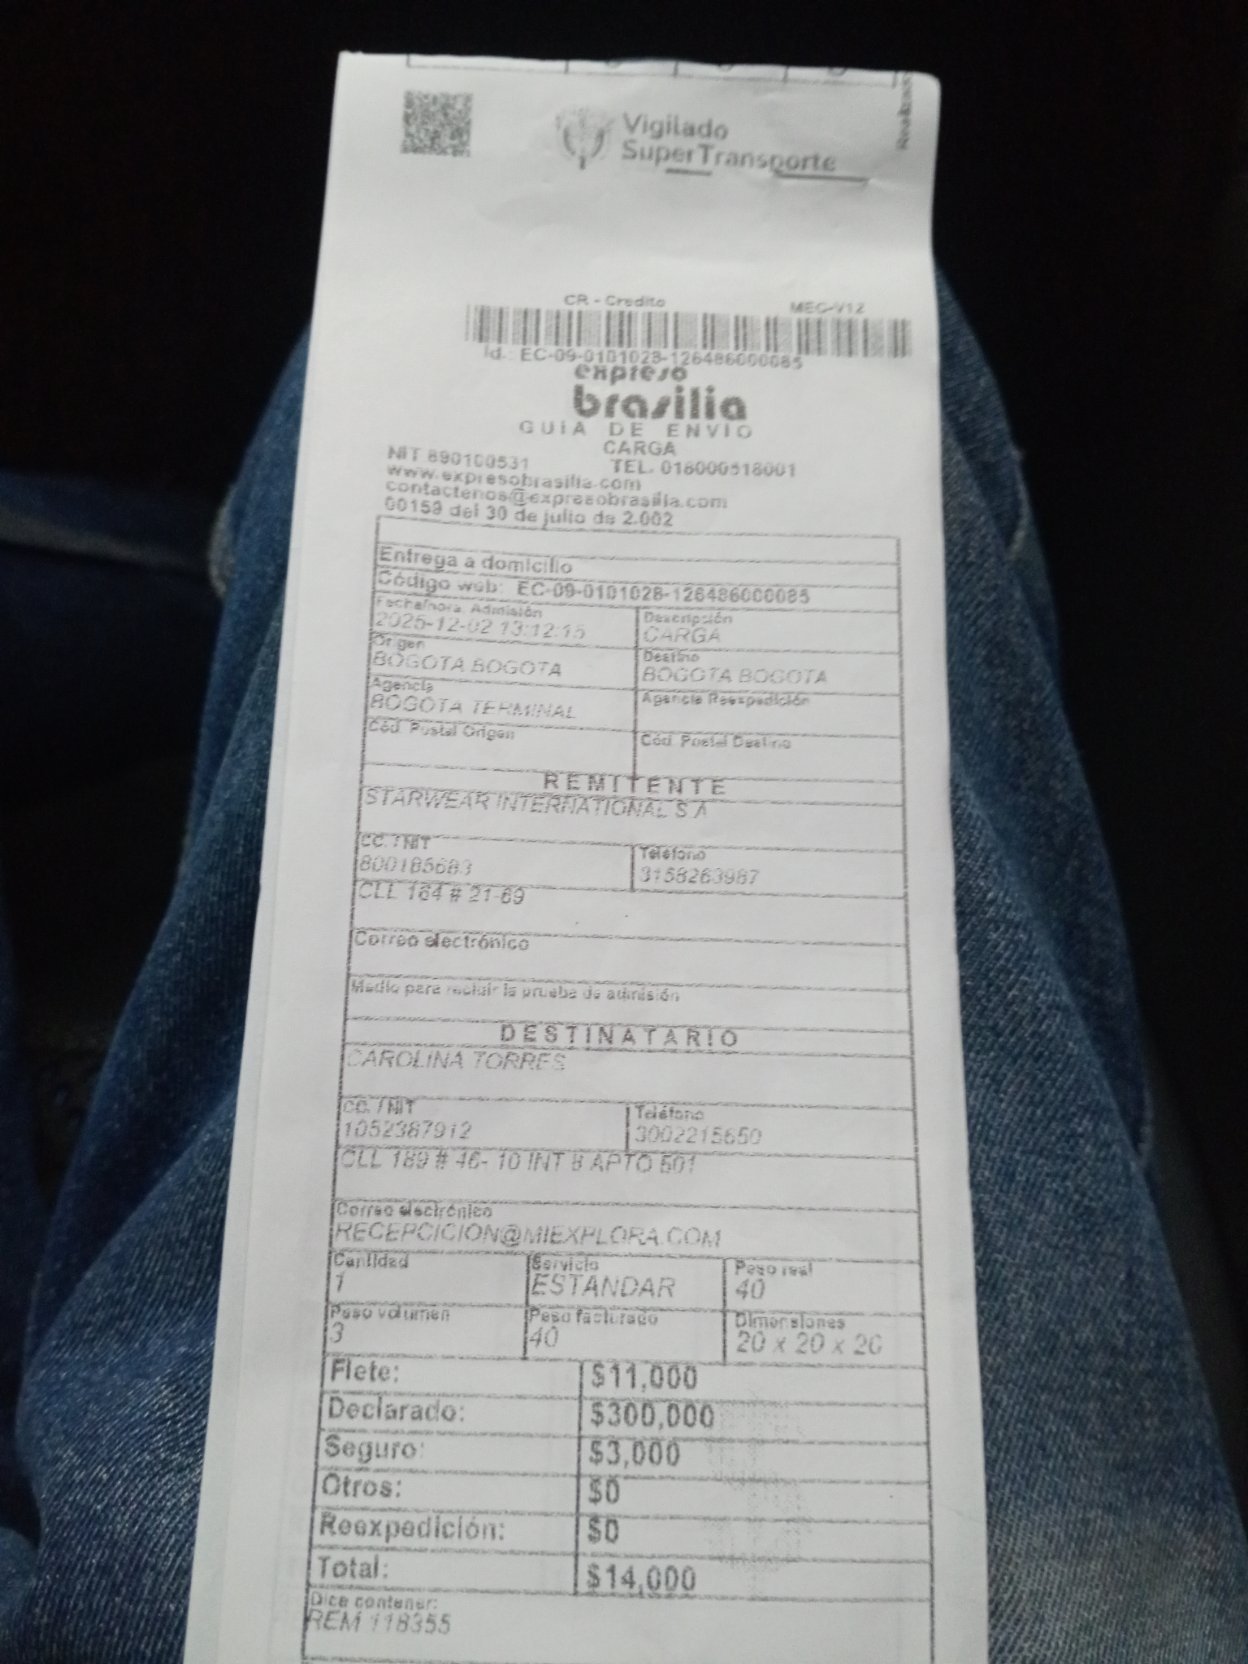 Vigilado
SuperTransporte
CR - Credito MEC-V12
Id.: EC-09-0101028-126486000085
expreso
brasilia
GUIA DE ENVIO
CARGA
NIT 890100531 TEL. 018000518001
www.expresobrasilia.com
contactenos@expresobrasilia.com
00159 del 30 de julio de 2.002
Entrega a domicilio
Código web: EC-09-0101028-126486000085
Fecha/hora Admisión Descripción
2025-12-02 13:12:15 CARGA
Origen Destino
BOGOTA BOGOTA BOGOTA BOGOTA
Agencia Agencia Reexpedición
BOGOTA TERMINAL
Cód. Postal Origen Cód. Postal Destino
REMITENTE
STARWEAR INTERNATIONAL S A
CC. / NIT Teléfono
800185683 3158263987
CLL 164 # 21-69
Correo electrónico
Medio para recibir la prueba de admisión
DESTINATARIO
CAROLINA TORRES
CC. / NIT Teléfono
1052387912 3002215650
CLL 189 # 46- 10 INT 8 APTO 501
Correo electrónico
RECEPCICION@MIEXPLORA.COM
Cantidad Servicio Peso real
1 ESTANDAR 40
Peso volumen Peso facturado Dimensiones
3 40 20 x 20 x 20
Flete: $11,000
Declarado: $300,000
Seguro: $3,000
Otros: $0
Reexpedición: $0
Total: $14,000
Dice contener:
REM 118355